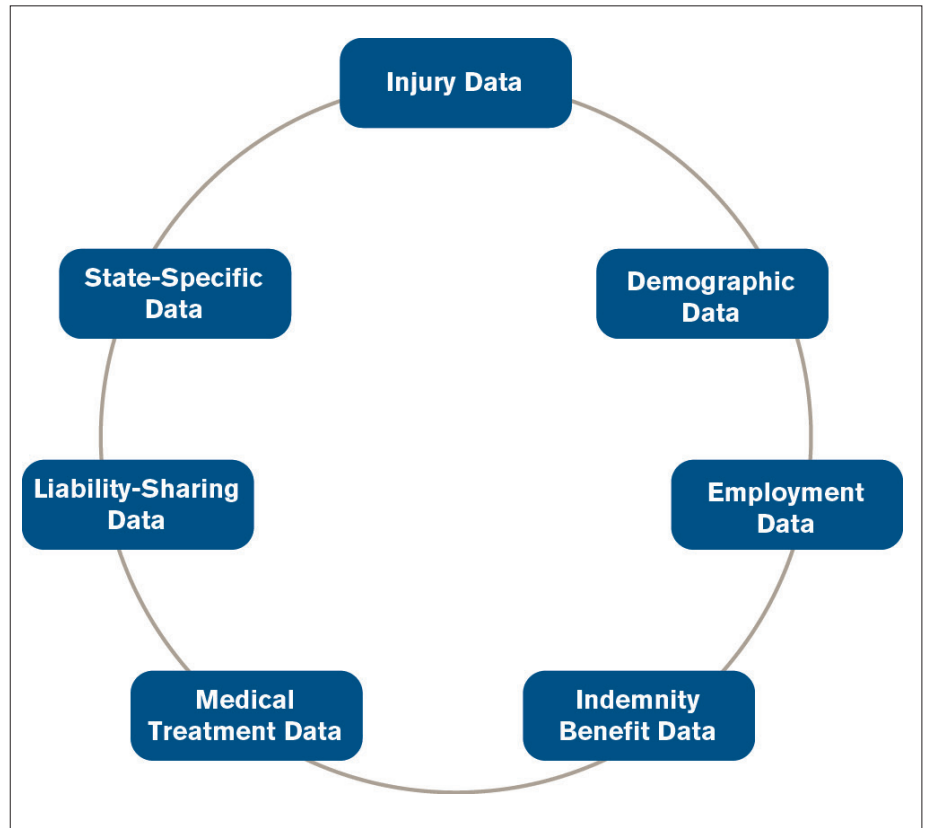 Injury Data
State-Specific
Data
Demographic
Data
Liability-Sharing
Data
Employment
Data
Medical
Treatment Data
Indemnity
Benefit Data